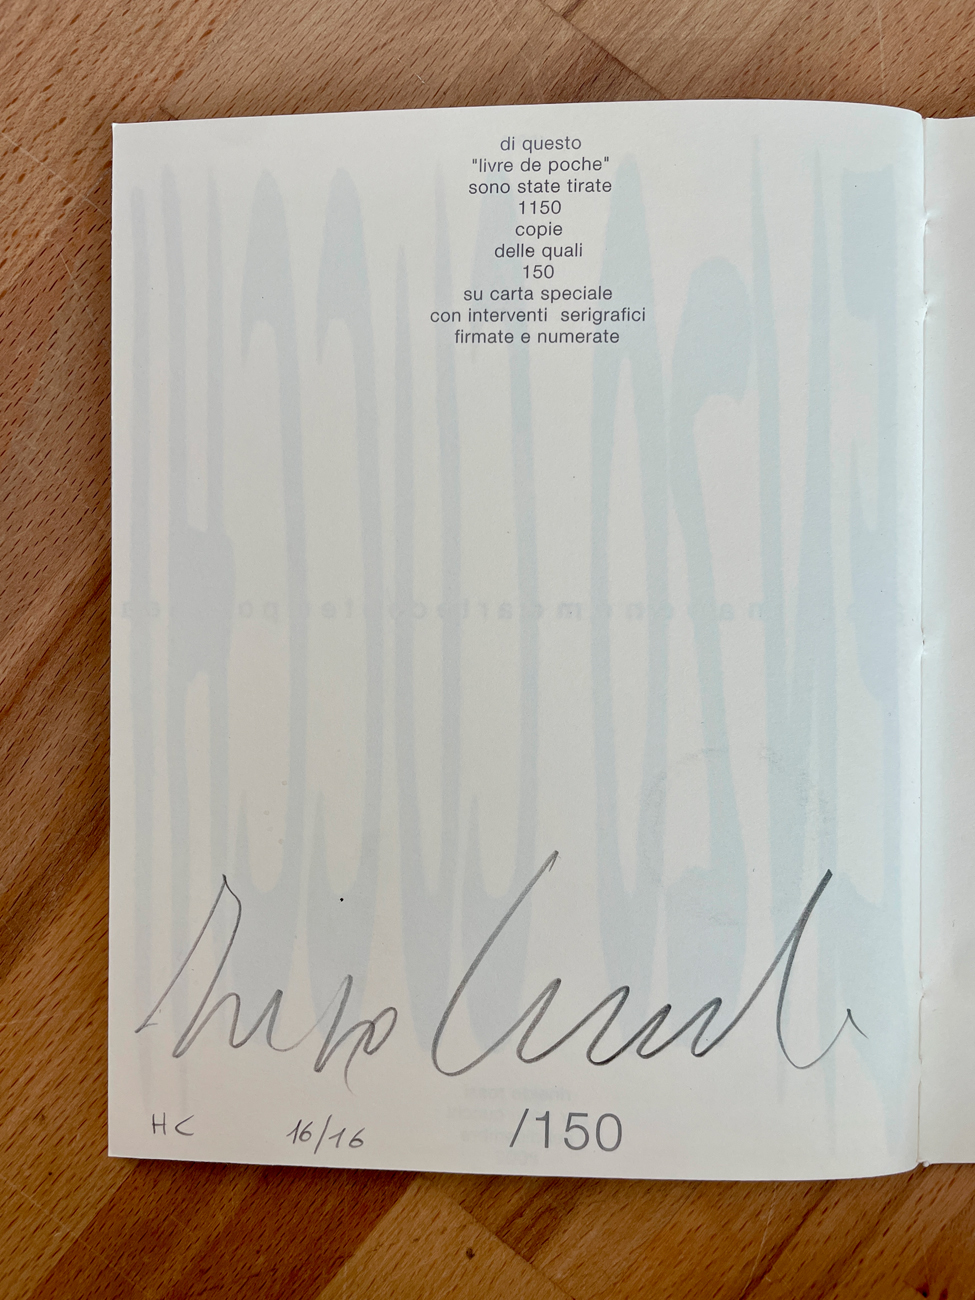 di questo
"livre de poche"
sono state tirate
1150
copie
delle quali
150
su carta speciale
con interventi serigrafici
firmate e numerate
HC 16/16 /150